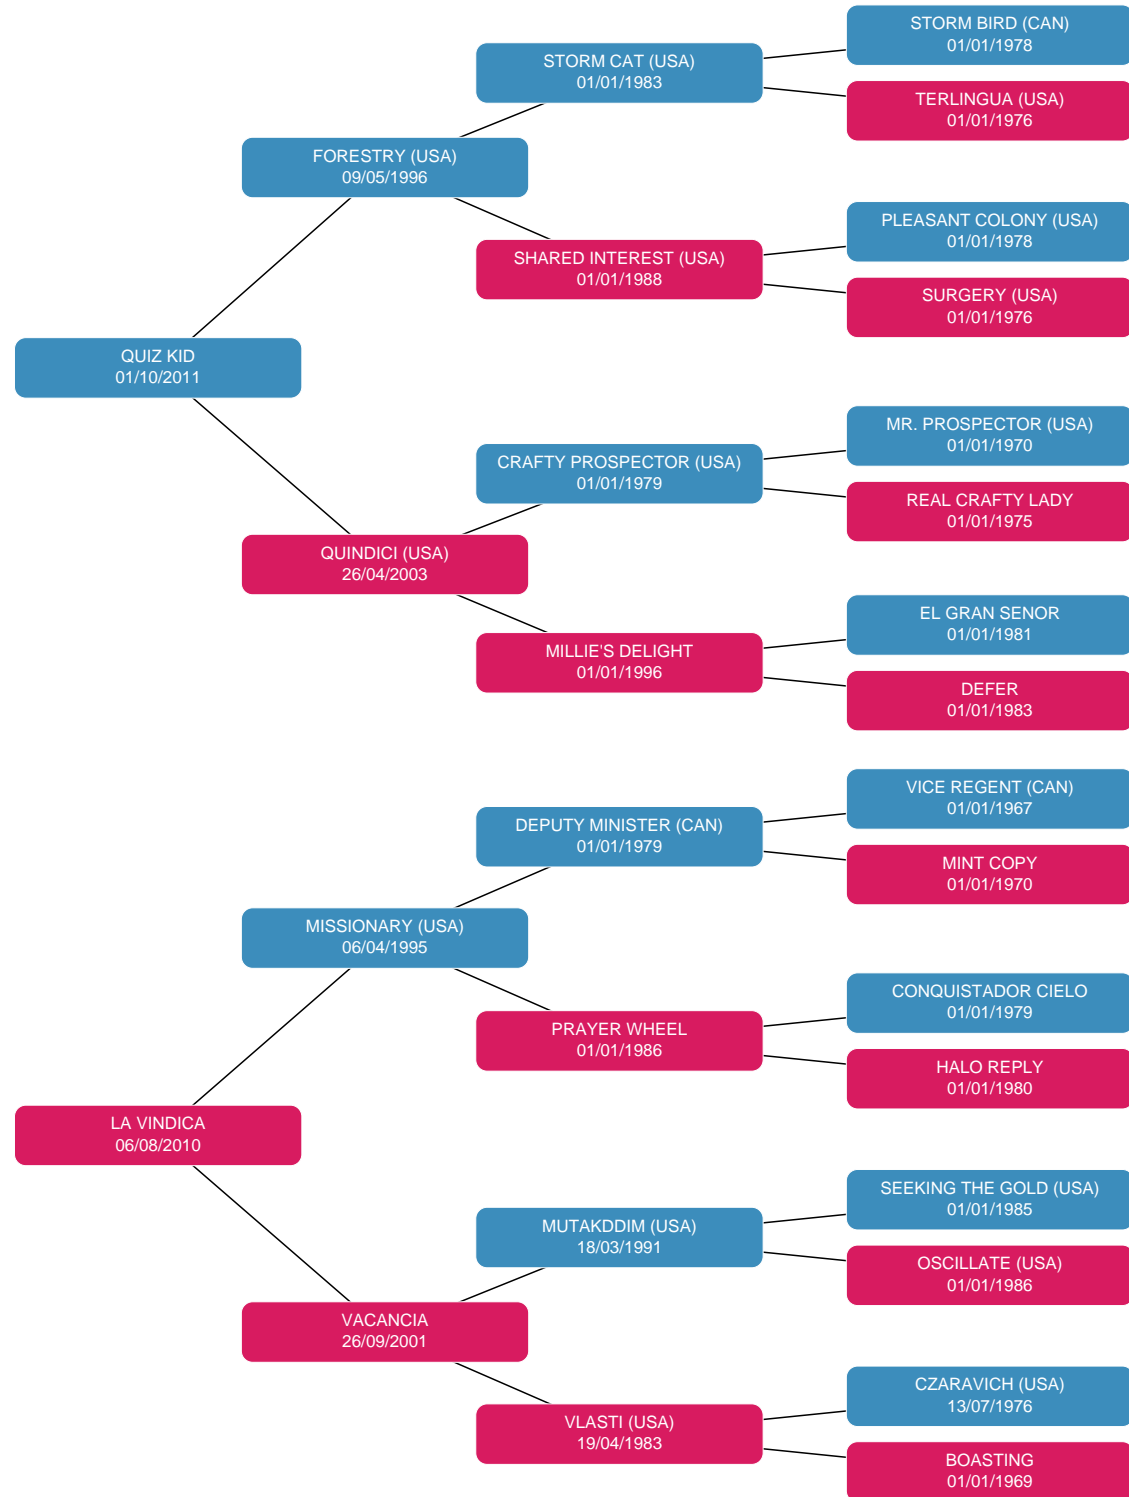 STORM BIRD (CAN)
01/01/1978
STORM CAT (USA)
01/01/1983
TERLINGUA (USA)
01/01/1976
FORESTRY (USA)
09/05/1996
PLEASANT COLONY (USA)
01/01/1978
SHARED INTEREST (USA)
01/01/1988
SURGERY (USA)
01/01/1976
QUIZ KID
01/10/2011
MR. PROSPECTOR (USA)
01/01/1970
CRAFTY PROSPECTOR (USA)
01/01/1979
REAL CRAFTY LADY
01/01/1975
QUINDICI (USA)
26/04/2003
EL GRAN SENOR
01/01/1981
MILLIE'S DELIGHT
01/01/1996
DEFER
01/01/1983
VICE REGENT (CAN)
01/01/1967
DEPUTY MINISTER (CAN)
01/01/1979
MINT COPY
01/01/1970
MISSIONARY (USA)
06/04/1995
CONQUISTADOR CIELO
01/01/1979
PRAYER WHEEL
01/01/1986
HALO REPLY
01/01/1980
LA VINDICA
06/08/2010
SEEKING THE GOLD (USA)
01/01/1985
MUTAKDDIM (USA)
18/03/1991
OSCILLATE (USA)
01/01/1986
VACANCIA
26/09/2001
CZARAVICH (USA)
13/07/1976
VLASTI (USA)
19/04/1983
BOASTING
01/01/1969